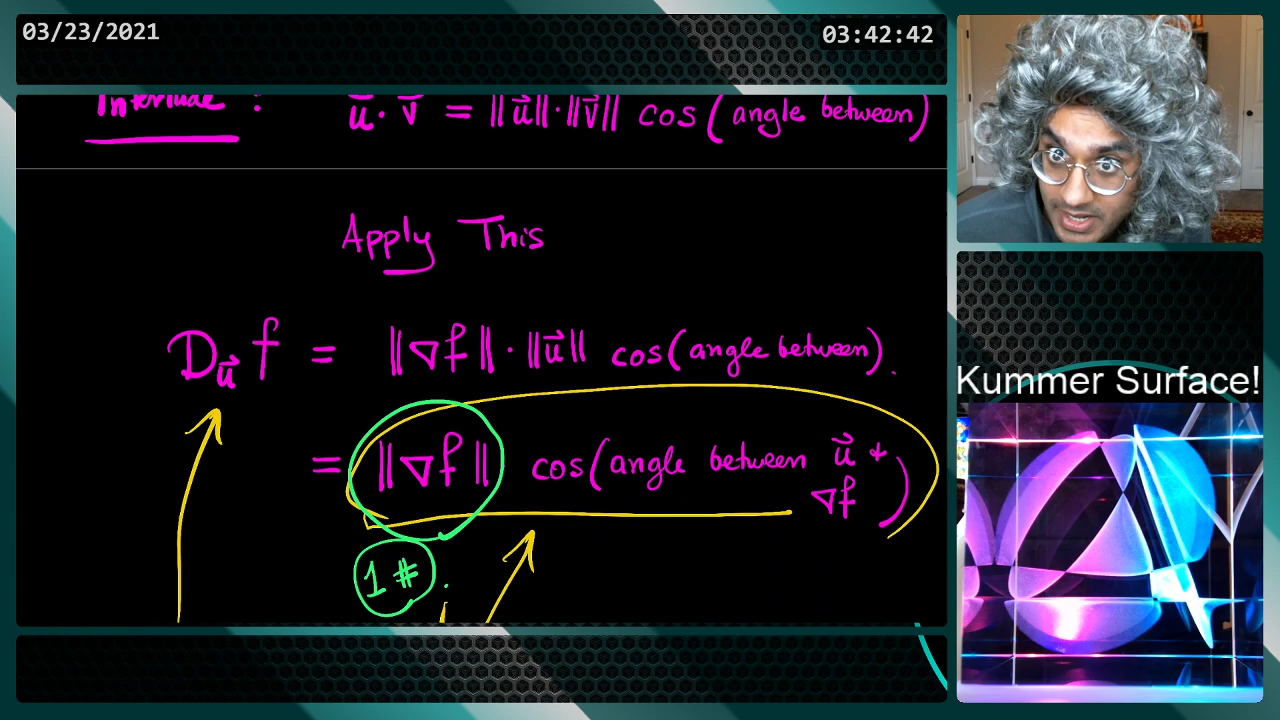 03/23/2021
03:42:42
Interlude : u⃗ · v⃗ = ||u⃗||·||v⃗|| cos(angle between)
Apply This
D_u⃗ f = ||∇f|| · ||u⃗|| cos(angle between).
= ||∇f|| cos(angle between u⃗ &
∇f)
1 #.
Kummer Surface!